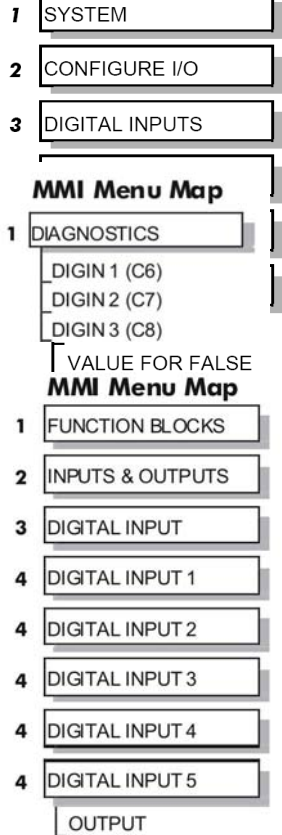 1 SYSTEM
2 CONFIGURE I/O
3 DIGITAL INPUTS
MMI Menu Map
1 DIAGNOSTICS
DIGIN 1 (C6)
DIGIN 2 (C7)
DIGIN 3 (C8)
VALUE FOR FALSE
MMI Menu Map
1 FUNCTION BLOCKS
2 INPUTS & OUTPUTS
3 DIGITAL INPUT
4 DIGITAL INPUT 1
4 DIGITAL INPUT 2
4 DIGITAL INPUT 3
4 DIGITAL INPUT 4
4 DIGITAL INPUT 5
OUTPUT